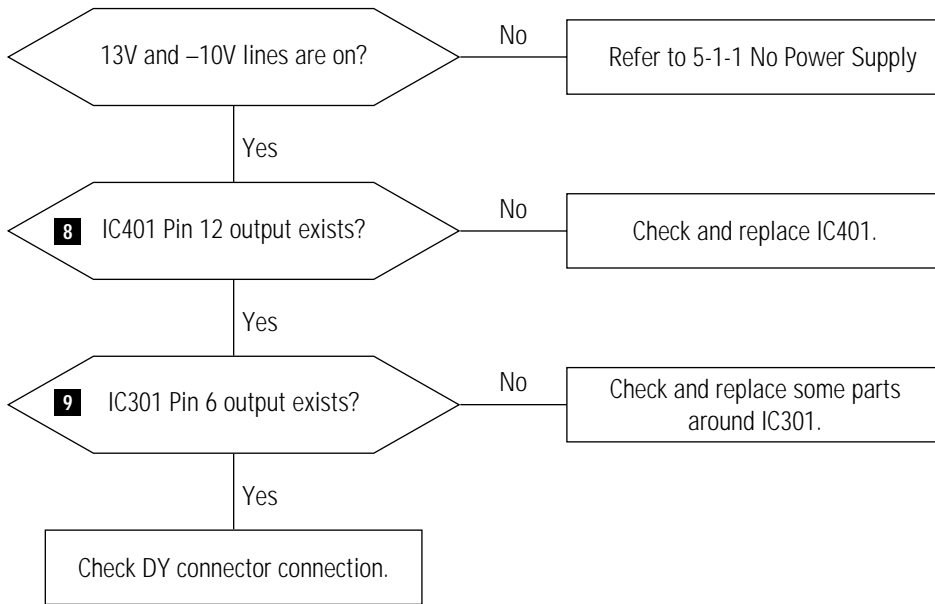 13V and –10V lines are on?
No
Refer to 5-1-1 No Power Supply
Yes
8 IC401 Pin 12 output exists?
No
Check and replace IC401.
Yes
9 IC301 Pin 6 output exists?
No
Check and replace some parts
around IC301.
Yes
Check DY connector connection.